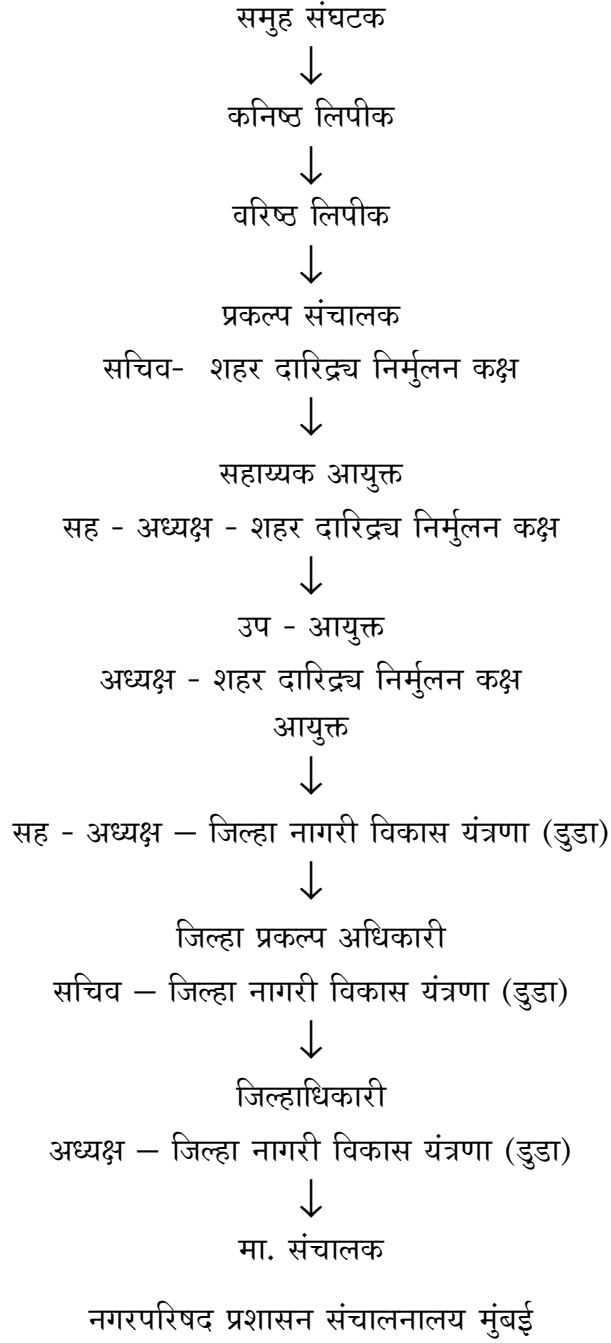 समुह संघटक
↓
कनिष्ठ लिपीक
↓
वरिष्ठ लिपीक
↓
प्रकल्प संचालक
सचिव- शहर दारिद्र्य निर्मुलन कक्ष
↓
सहाय्यक आयुक्त
सह - अध्यक्ष - शहर दारिद्र्य निर्मुलन कक्ष
↓
उप - आयुक्त
अध्यक्ष - शहर दारिद्र्य निर्मुलन कक्ष
आयुक्त
↓
सह - अध्यक्ष – जिल्हा नागरी विकास यंत्रणा (डुडा)
↓
जिल्हा प्रकल्प अधिकारी
सचिव – जिल्हा नागरी विकास यंत्रणा (डुडा)
↓
जिल्हाधिकारी
अध्यक्ष – जिल्हा नागरी विकास यंत्रणा (डुडा)
↓
मा. संचालक
नगरपरिषद प्रशासन संचालनालय मुंबई